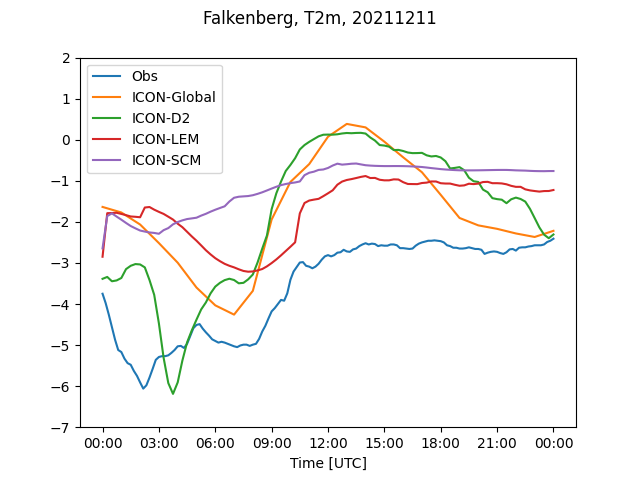 Falkenberg, T2m, 20211211
Obs
ICON-Global
ICON-D2
ICON-LEM
ICON-SCM
2
1
0
−1
−2
−3
−4
−5
−6
−7
00:00 03:00 06:00 09:00 12:00 15:00 18:00 21:00 00:00
Time [UTC]